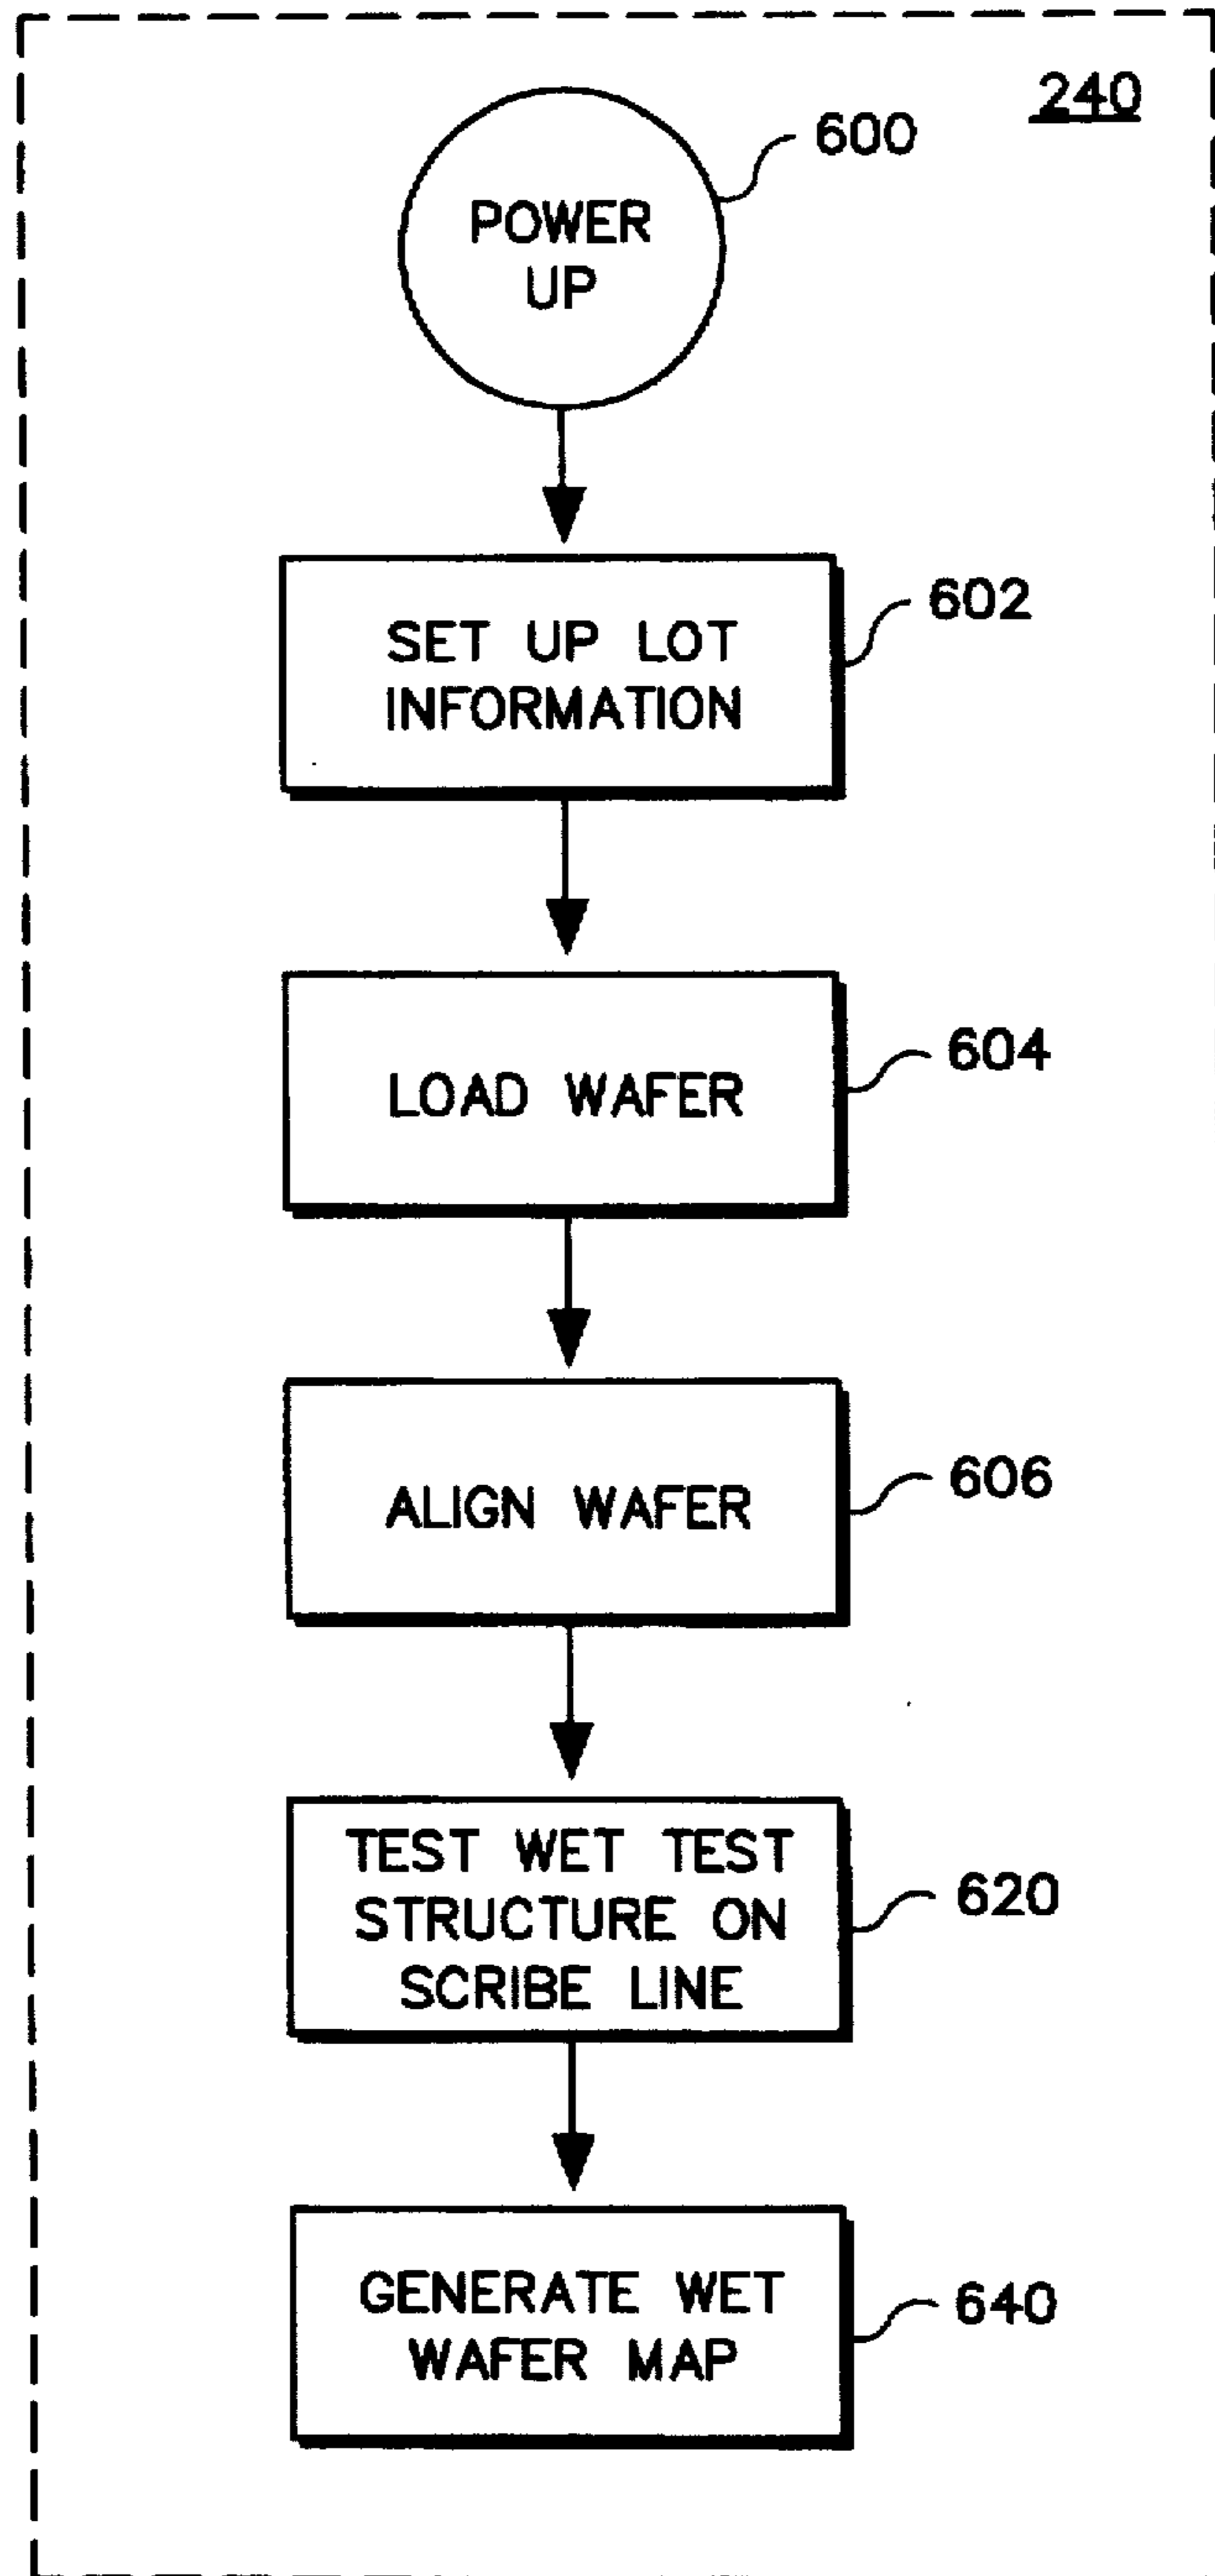 240
600
POWER
UP
602
SET UP LOT
INFORMATION
604
LOAD WAFER
606
ALIGN WAFER
620
TEST WET TEST
STRUCTURE ON
SCRIBE LINE
640
GENERATE WET
WAFER MAP